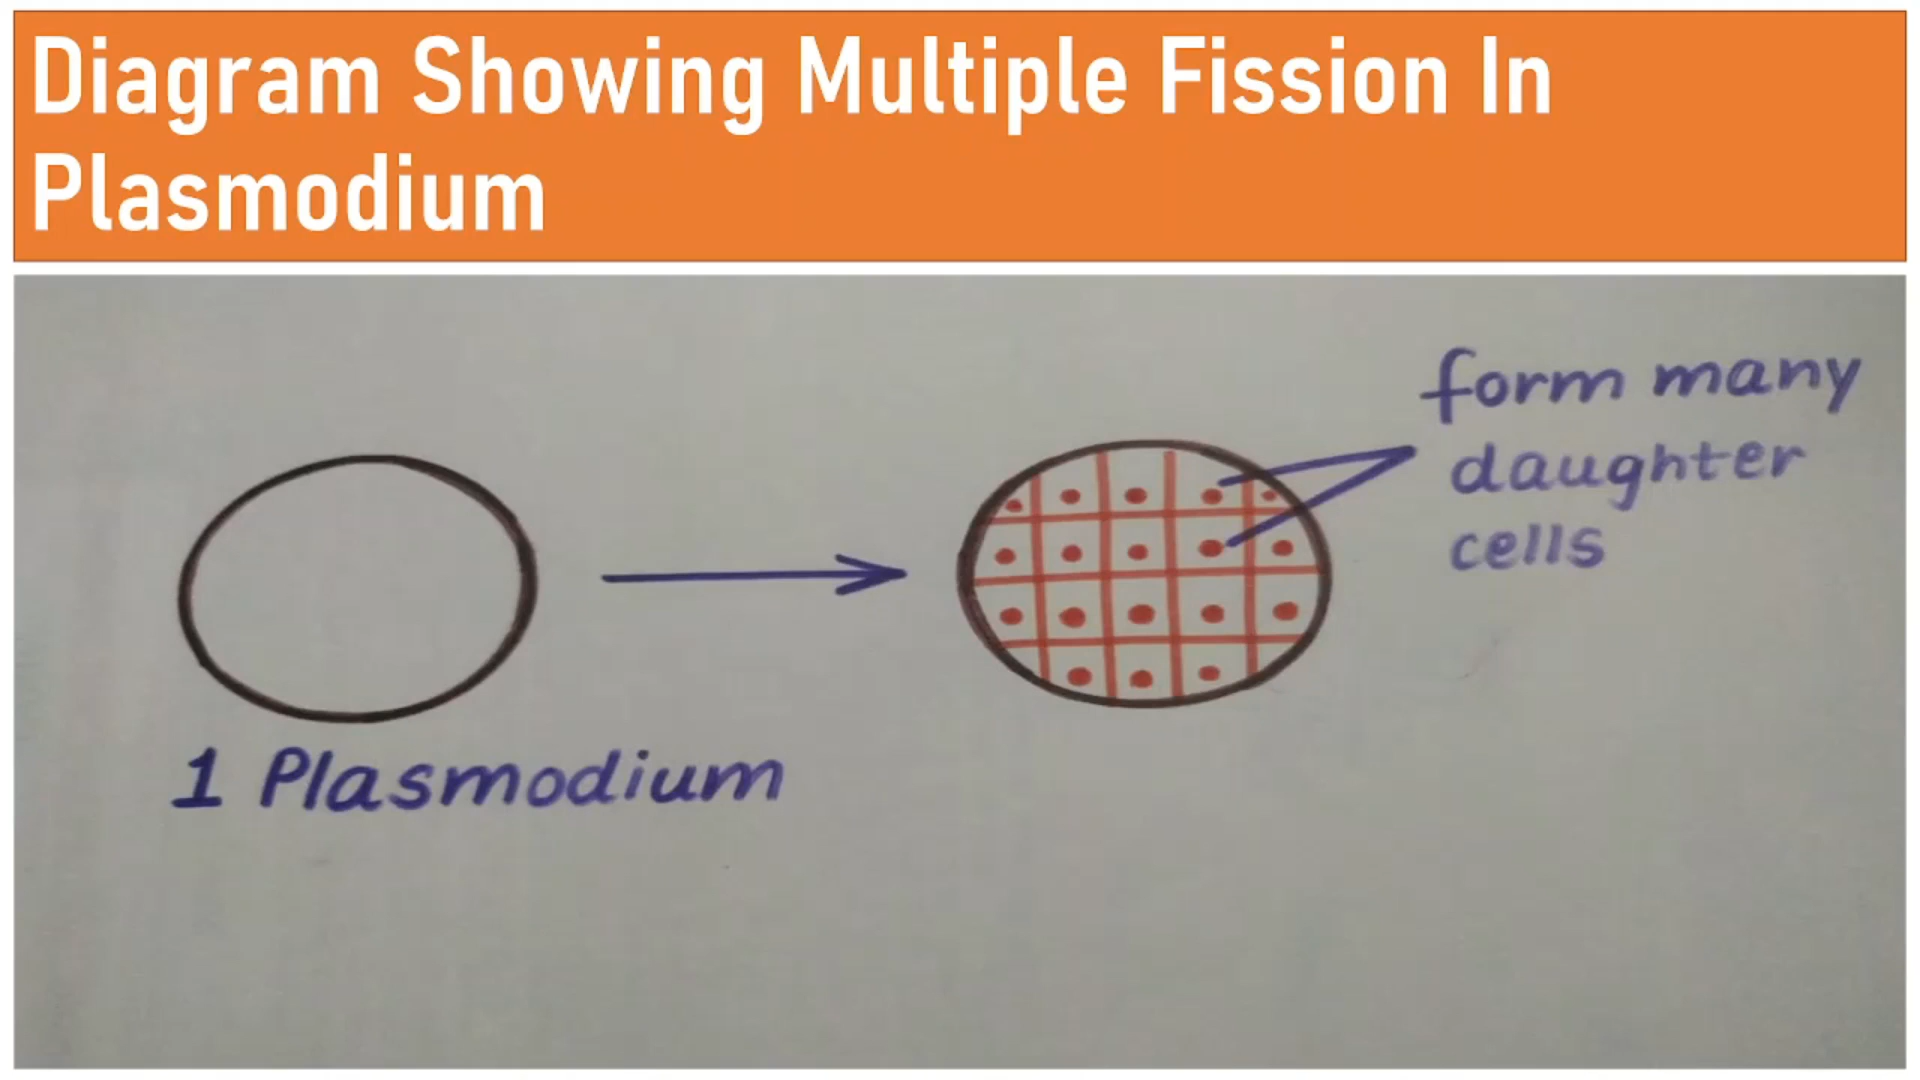 Diagram Showing Multiple Fission In
Plasmodium
form many
daughter
cells
1 Plasmodium